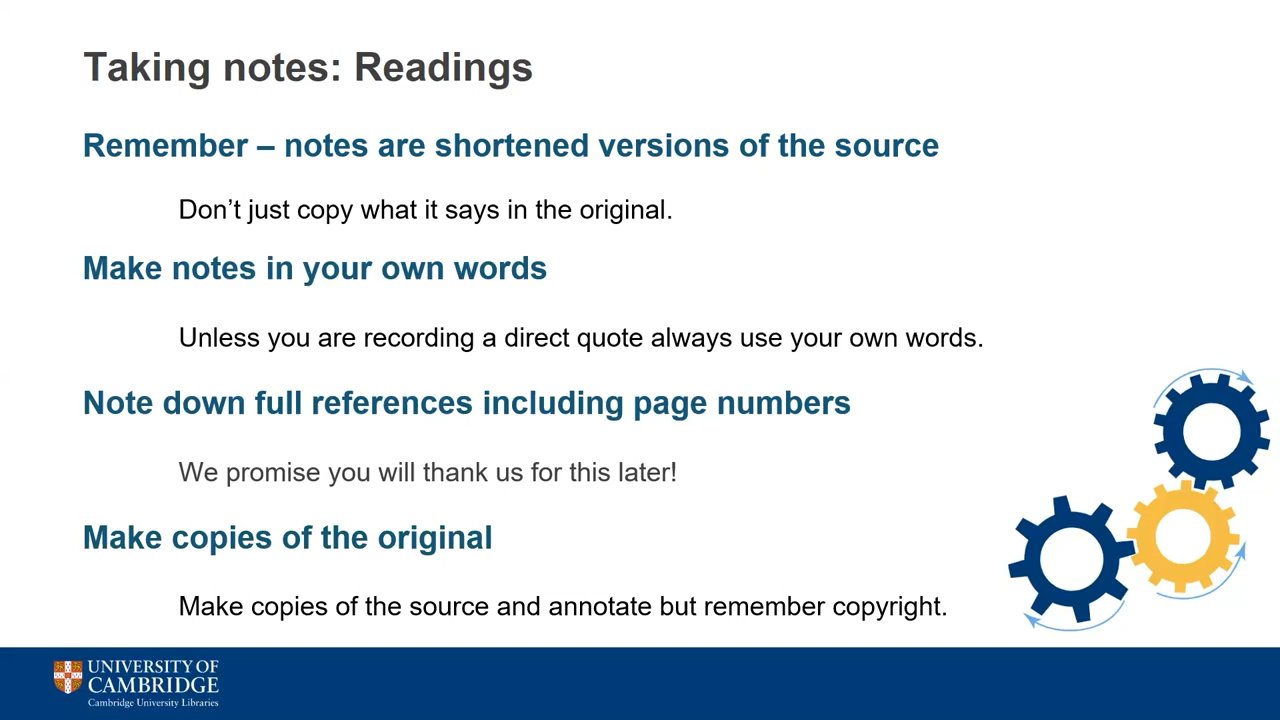 Taking notes: Readings
Remember – notes are shortened versions of the source
Don’t just copy what it says in the original.
Make notes in your own words
Unless you are recording a direct quote always use your own words.
Note down full references including page numbers
We promise you will thank us for this later!
Make copies of the original
Make copies of the source and annotate but remember copyright.
UNIVERSITY OF
CAMBRIDGE
Cambridge University Libraries